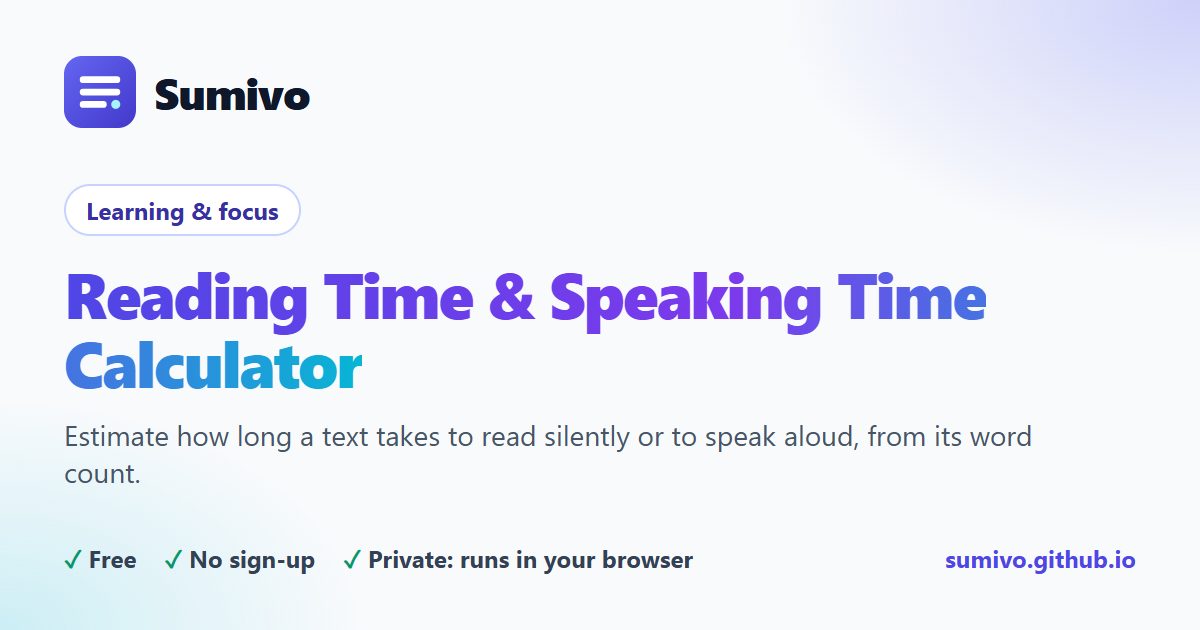 Sumivo
Learning & focus
Reading Time & Speaking Time
Calculator
Estimate how long a text takes to read silently or to speak aloud, from its word
count.
✓ Free ✓ No sign-up ✓ Private: runs in your browser
sumivo.github.io